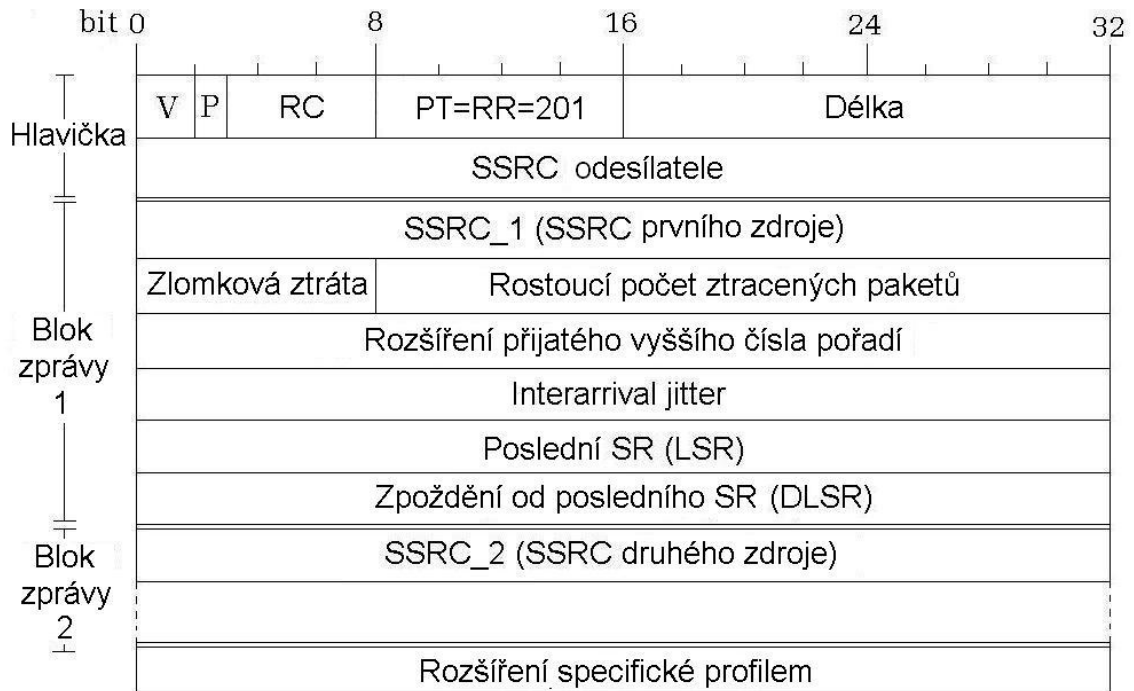 bit 0 8 16 24 32
V P RC PT=RR=201 Délka
Hlavička
SSRC odesílatele
SSRC_1 (SSRC prvního zdroje)
Zlomková ztráta Rostoucí počet ztracených paketů
Blok
zprávy
1
Rozšíření přijatého vyššího čísla pořadí
Interarrival jitter
Poslední SR (LSR)
Zpoždění od posledního SR (DLSR)
Blok
zprávy
2
SSRC_2 (SSRC druhého zdroje)
Rozšíření specifické profilem